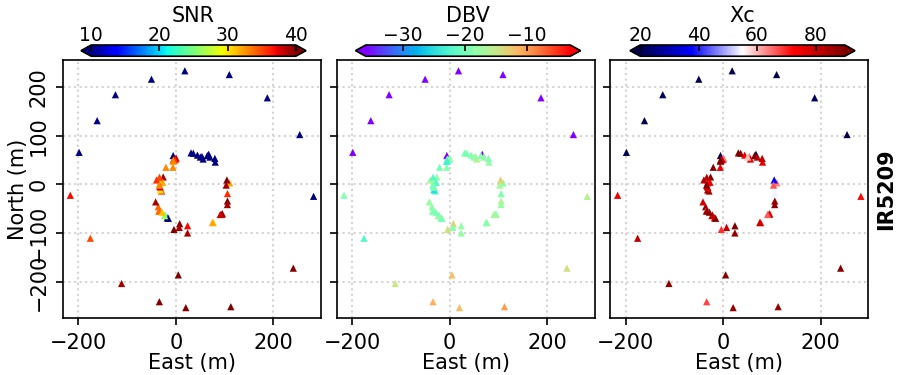 SNR DBV Xc
10 20 30 40 −30 −20 −10 20 40 60 80
North (m)
200
100
0
−100
−200
IR5209
−200 0 200 −200 0 200 −200 0 200
East (m) East (m) East (m)